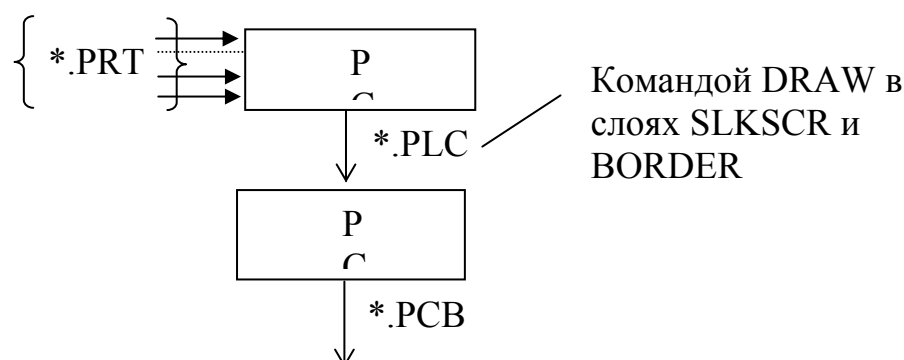 *.PRT
P
Командой DRAW в
слоях SLKSCR и
BORDER
*.PLC
P
*.PCB